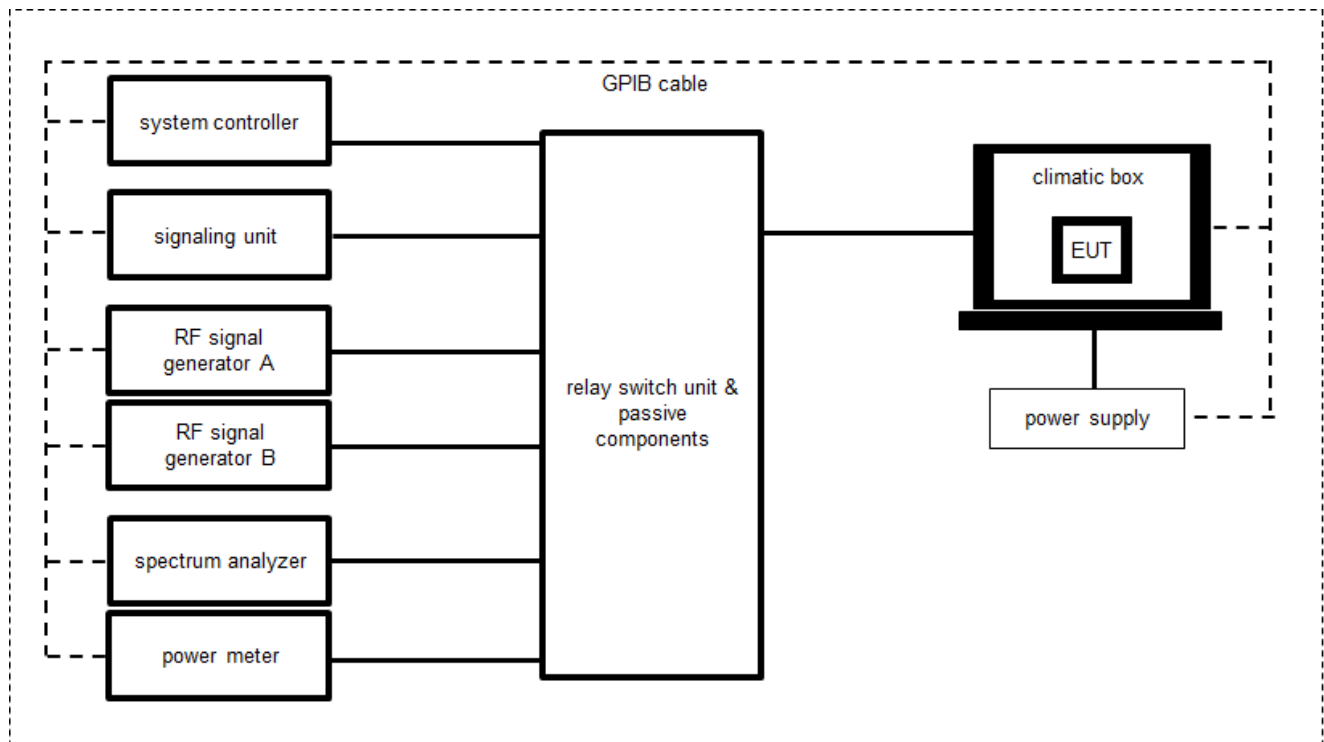 GPIB cable
system controller
signaling unit
RF signal
generator A
RF signal
generator B
spectrum analyzer
power meter
relay switch unit &
passive
components
climatic box
EUT
power supply